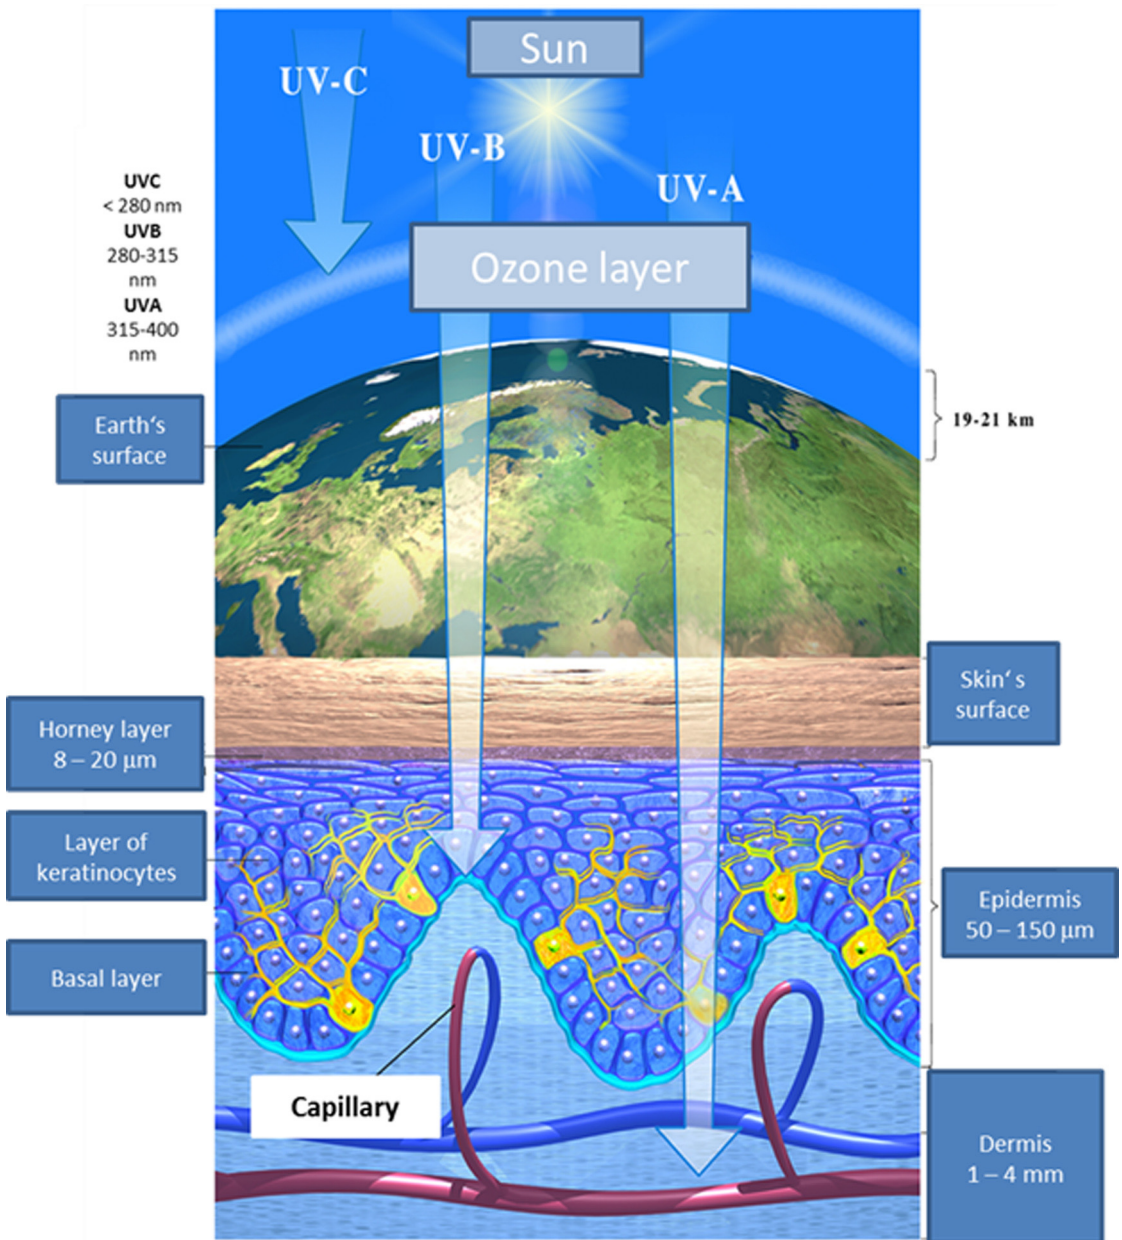 Sun
UV-C
UV-B
UV-A
UVC
< 280 nm
UVB
280-315
nm
UVA
315-400
nm
Ozone layer
Earth‘s
surface
19-21 km
Skin‘ s
surface
Horney layer
8 – 20 µm
Layer of
keratinocytes
Epidermis
50 – 150 µm
Basal layer
Capillary
Dermis
1 – 4 mm